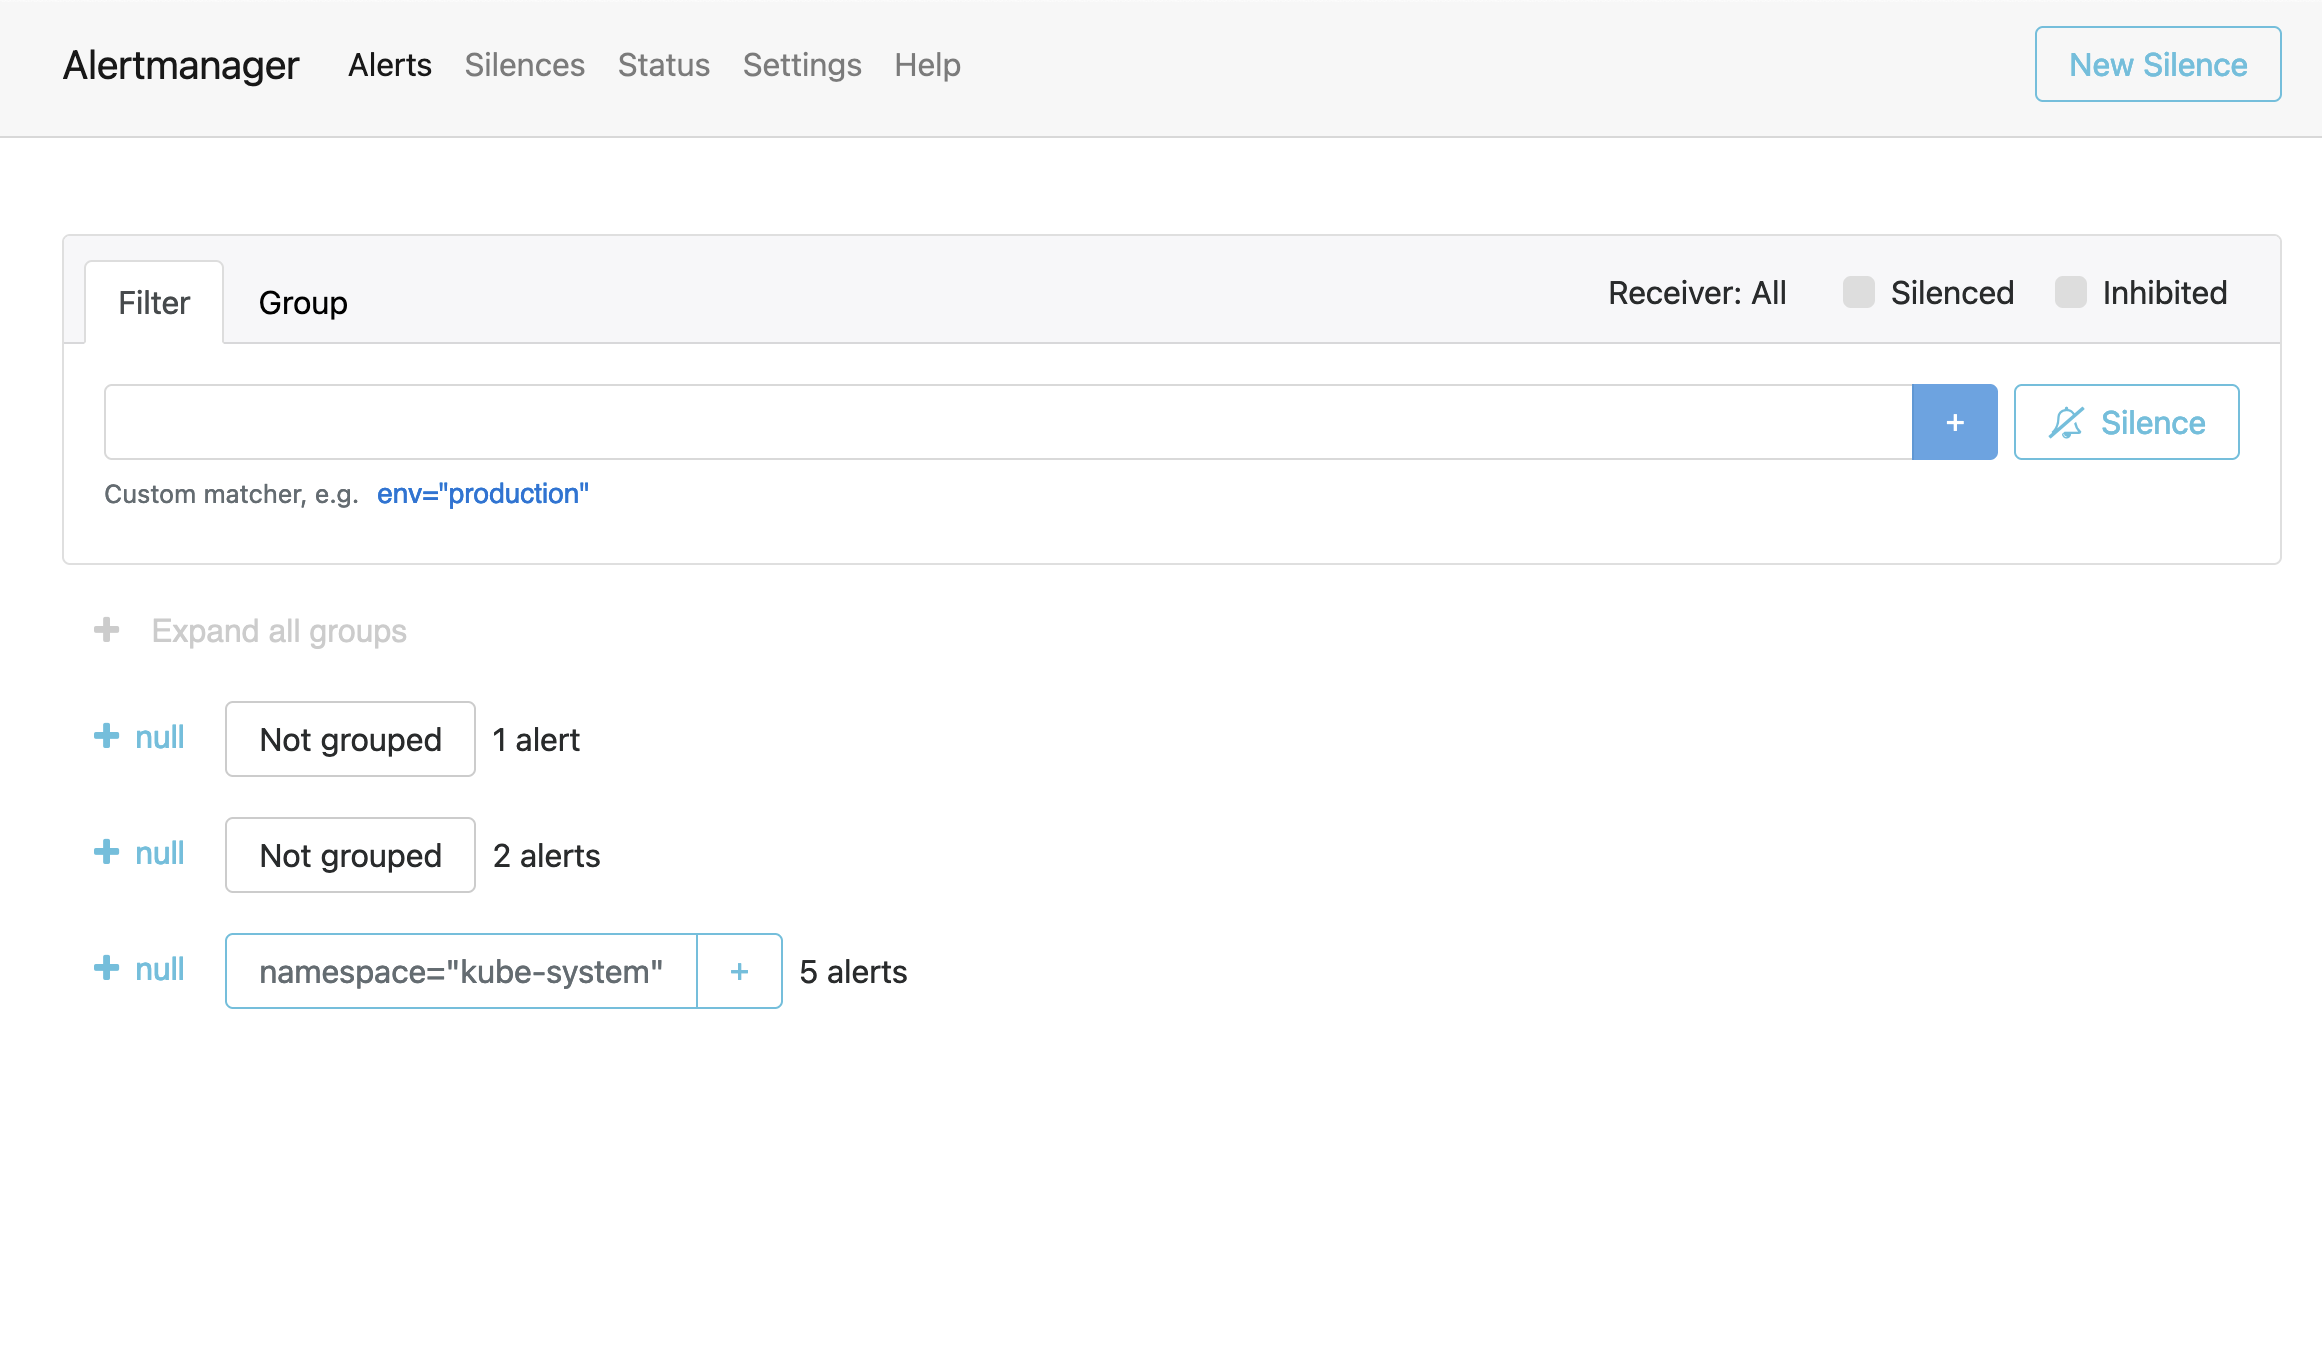 Alertmanager Alerts Silences Status Settings Help New Silence
Filter Group Receiver: All Silenced Inhibited
+ Silence
Custom matcher, e.g. env="production"
+ Expand all groups
+ null Not grouped 1 alert
+ null Not grouped 2 alerts
+ null namespace="kube-system" + 5 alerts